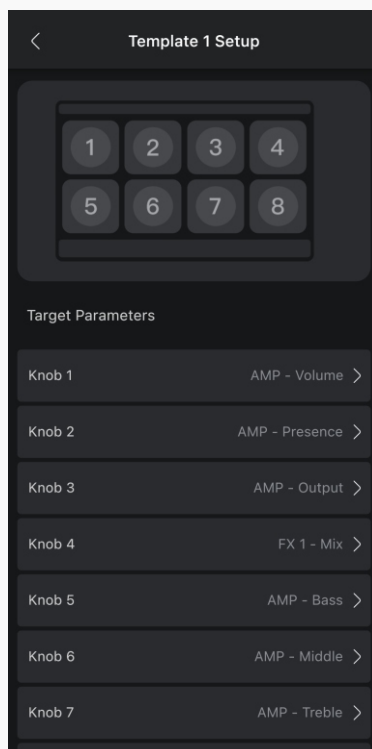 Template 1 Setup
1 2 3 4
5 6 7 8
Target Parameters
Knob 1 AMP - Volume
Knob 2 AMP - Presence
Knob 3 AMP - Output
Knob 4 FX 1 - Mix
Knob 5 AMP - Bass
Knob 6 AMP - Middle
Knob 7 AMP - Treble